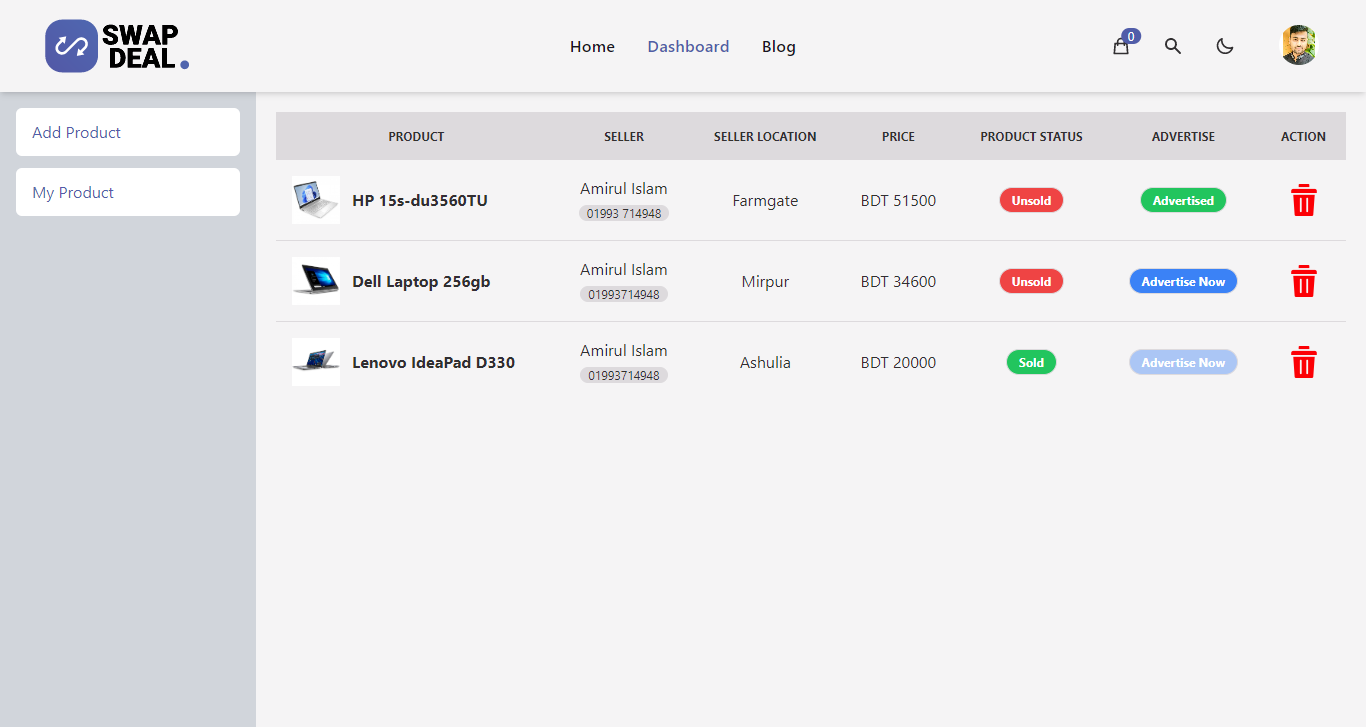 SWAP
DEAL.
Home Dashboard Blog
0
Add Product
My Product
PRODUCT SELLER SELLER LOCATION PRICE PRODUCT STATUS ADVERTISE ACTION
HP 15s-du3560TU Amirul Islam Farmgate BDT 51500 Unsold Advertised
01993 714948
Dell Laptop 256gb Amirul Islam Mirpur BDT 34600 Unsold Advertise Now
01993714948
Lenovo IdeaPad D330 Amirul Islam Ashulia BDT 20000 Sold Advertise Now
01993714948